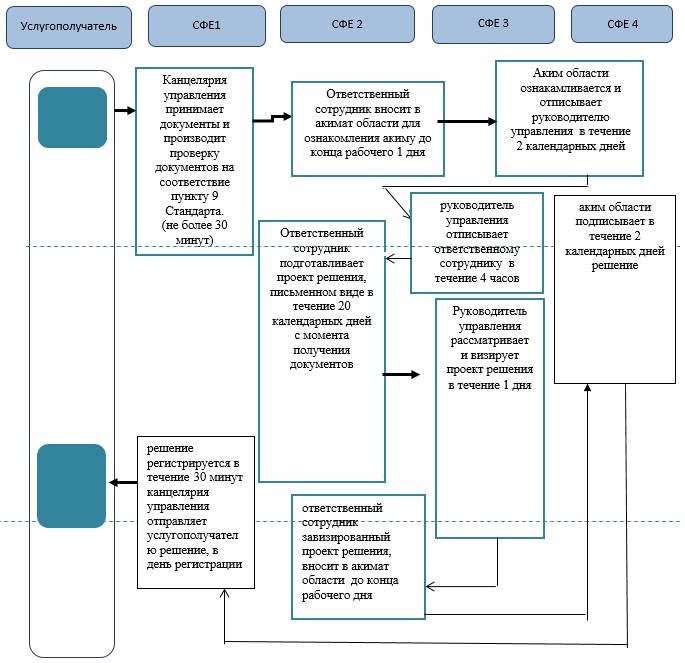 Услугополучатель
СФЕ1
СФЕ 2
СФЕ 3
СФЕ 4
Канцелярия
управления
принимает
документы и
производит
проверку
документов на
соответствие
пункту 9
Стандарта.
(не более 30
минут)
Ответственный
сотрудник вносит в
акимат области для
ознакомления акиму до
конца рабочего 1 дня
Аким области
ознакамливается и
отписывает
руководителю
управления в течение
2 календарных дней
руководитель
управления
отписывает
ответственному
сотруднику в
течение 4 часов
Ответственный
сотрудник
подготавливает
проект решения,
письменном виде в
течение 20
календарных дней
с момента
получения
документов
Руководитель
управления
рассматривает
и визирует
проект решения
в течение 1 дня
аким области
подписывает в
течение 2
календарных дней
решение
решение
регистрируется в
течение 30 минут
канцелярия
управления
отправляет
услугополучател
ю решение, в
день регистрации
ответственный
сотрудник
завизированный
проект решения,
вносит в акимат
области до конца
рабочего дня